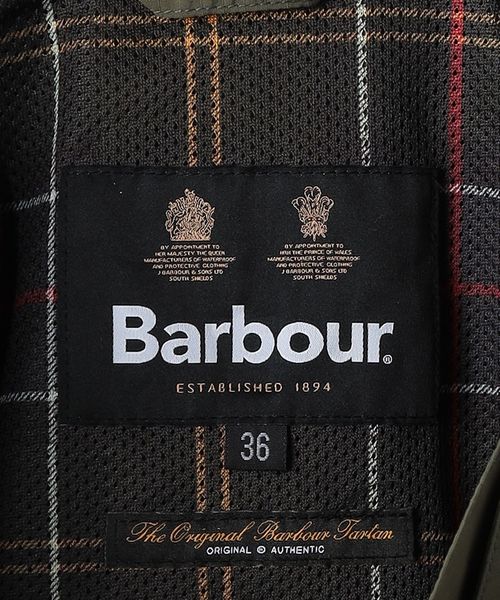 BY APPOINTMENT TO
HER MAJESTY THE QUEEN
MANUFACTURERS OF WATERPROOF
AND PROTECTIVE CLOTHING
J BARBOUR & SONS LTD
SOUTH SHIELDS
BY APPOINTMENT TO
HRH THE PRINCE OF WALES
MANUFACTURERS OF WATERPROOF
AND PROTECTIVE CLOTHING
J BARBOUR & SONS LTD
SOUTH SHIELDS
Barbour®
ESTABLISHED 1894
36
The Original Barbour Tartan
ORIGINAL © AUTHENTIC